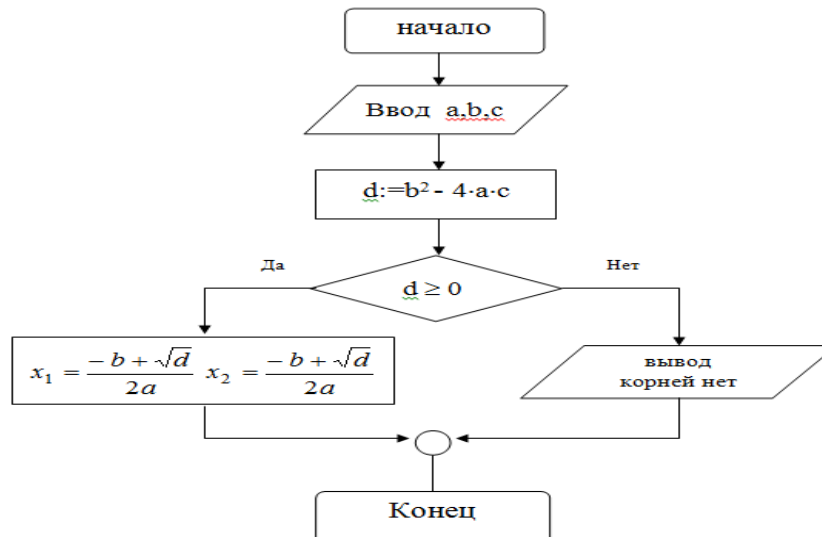 начало
Ввод a,b,c
d:=b² - 4·a·c
Да
Нет
d ≥ 0
x₁ = (-b + √d) / 2a x₂ = (-b + √d) / 2a
вывод
корней нет
Конец